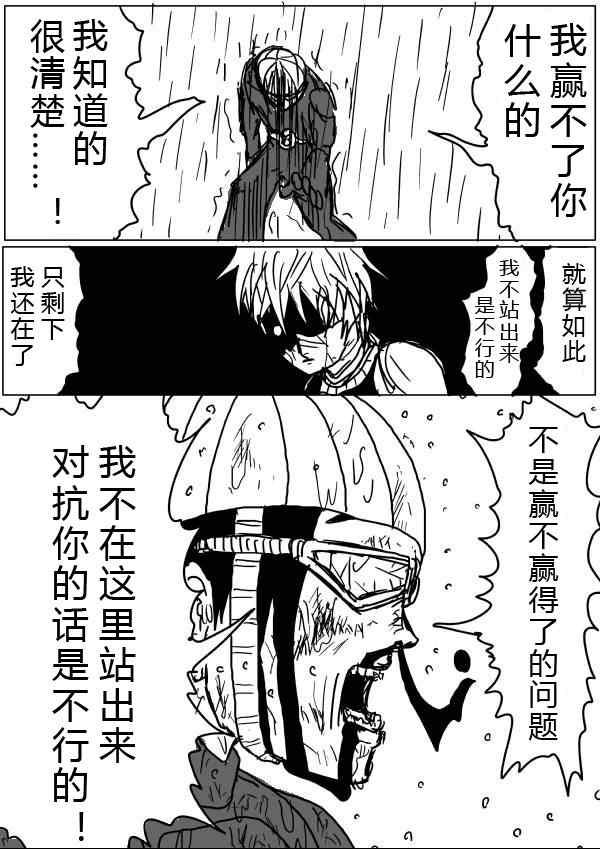 我赢不了你
什么的
我知道的
很清楚……！
就算如此
我不站出来
是不行的
只剩下
我还在了
不是赢不赢得了的问题
我不在这里站出来
对抗你的话是不行的！